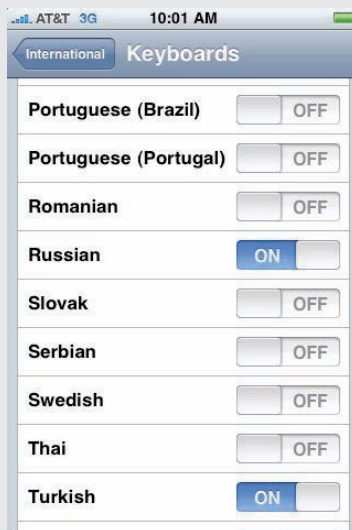 AT&T 3G 10:01 AM
International Keyboards
Portuguese (Brazil) OFF
Portuguese (Portugal) OFF
Romanian OFF
Russian ON
Slovak OFF
Serbian OFF
Swedish OFF
Thai OFF
Turkish ON